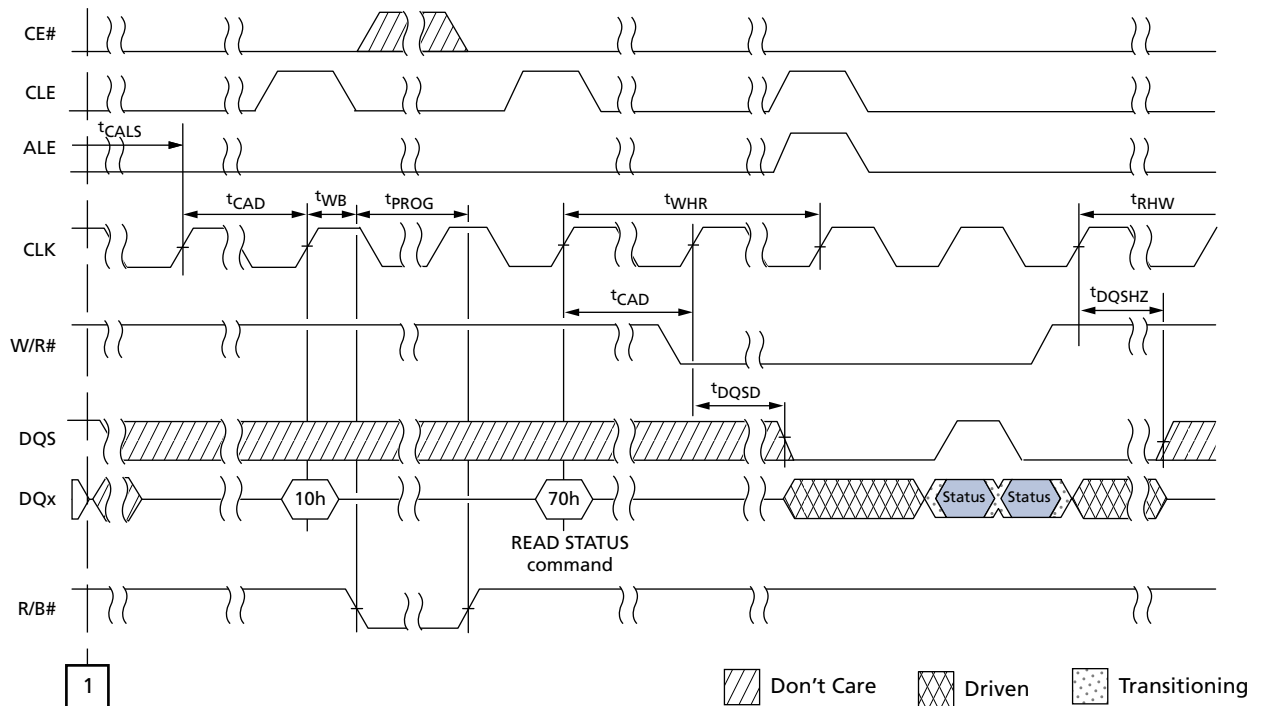 CE#
CLE
tCALS
ALE
tCAD
tWB
tPROG
tWHR
tRHW
CLK
tCAD
tDQSHZ
W/R#
tDQSD
DQS
DQx
10h
70h
Status
Status
READ STATUS
command
R/B#
1
Don't Care
Driven
Transitioning